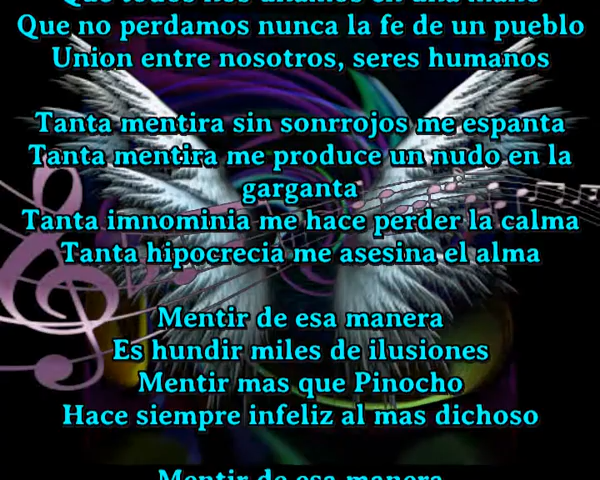 Que todos nos unamos en una mano
Que no perdamos nunca la fe de un pueblo
Union entre nosotros, seres humanos
Tanta mentira sin sonrrojos me espanta
Tanta mentira me produce un nudo en la
garganta
Tanta imnominia me hace perder la calma
Tanta hipocrecia me asesina el alma
Mentir de esa manera
Es hundir miles de ilusiones
Mentir mas que Pinocho
Hace siempre infeliz al mas dichoso
Mentir de esa manera